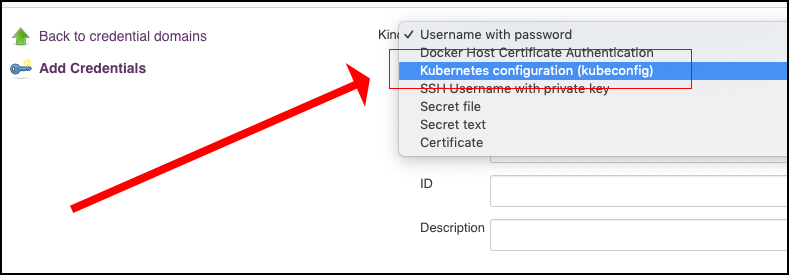 Back to credential domains
Add Credentials
Kind
✓ Username with password
Docker Host Certificate Authentication
Kubernetes configuration (kubeconfig)
SSH Username with private key
Secret file
Secret text
Certificate
ID
Description